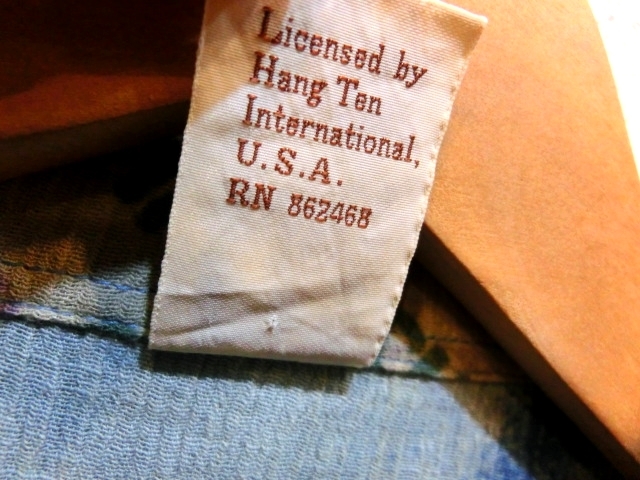 Licensed by
Hang Ten
International,
U.S.A.
RN 862468